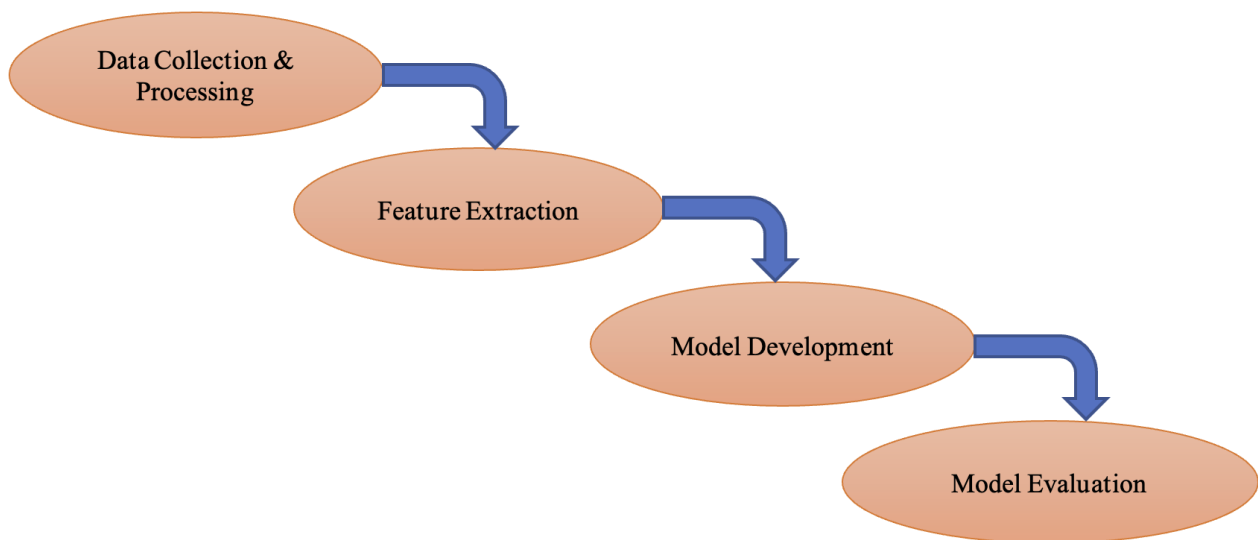 Data Collection &
Processing
Feature Extraction
Model Development
Model Evaluation